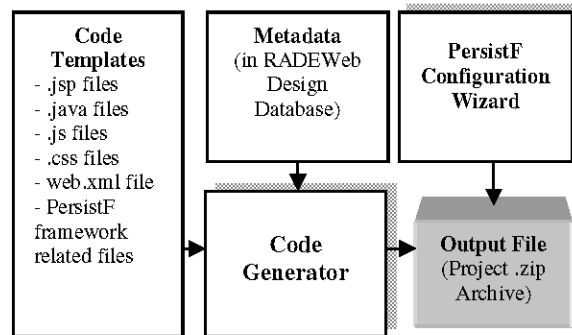 Code
Templates
- .jsp files
- .java files
- .js files
- .css files
- web.xml file
- PersistF
framework
related files
Metadata
(in RADEWeb
Design
Database)
PersistF
Configuration
Wizard
Code
Generator
Output File
(Project .zip
Archive)